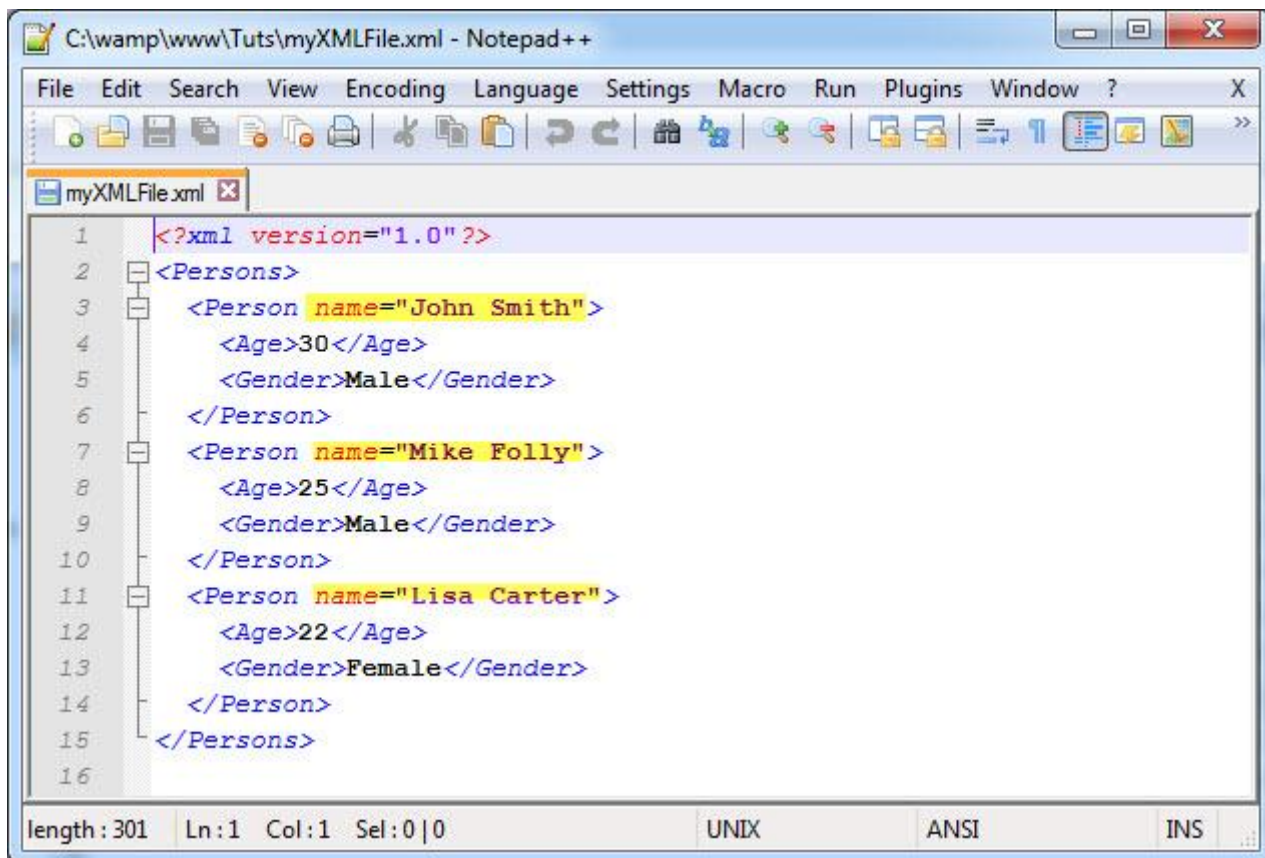 C:\wamp\www\Tuts\myXMLFile.xml - Notepad++
File Edit Search View Encoding Language Settings Macro Run Plugins Window ? X
myXMLFile.xml
1 <?xml version="1.0"?>
2 <Persons>
3 <Person name="John Smith">
4 <Age>30</Age>
5 <Gender>Male</Gender>
6 </Person>
7 <Person name="Mike Folly">
8 <Age>25</Age>
9 <Gender>Male</Gender>
10 </Person>
11 <Person name="Lisa Carter">
12 <Age>22</Age>
13 <Gender>Female</Gender>
14 </Person>
15 </Persons>
16
length : 301 Ln : 1 Col : 1 Sel : 0 | 0 UNIX ANSI INS